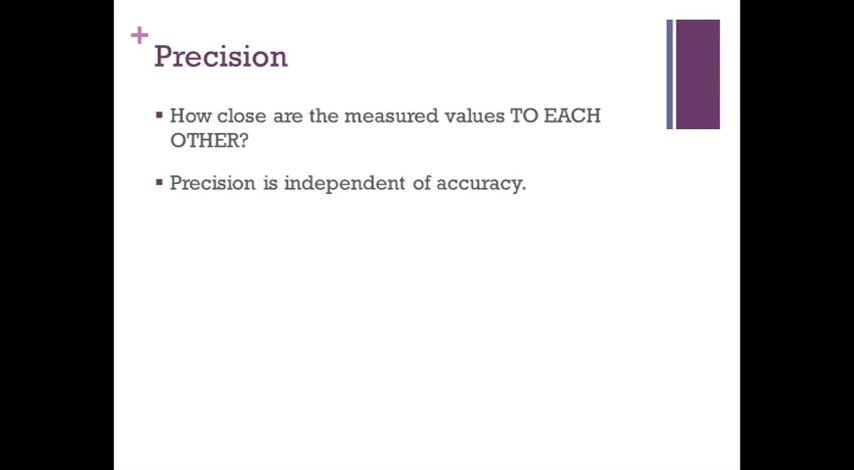 +
Precision
▪ How close are the measured values TO EACH
OTHER?
▪ Precision is independent of accuracy.